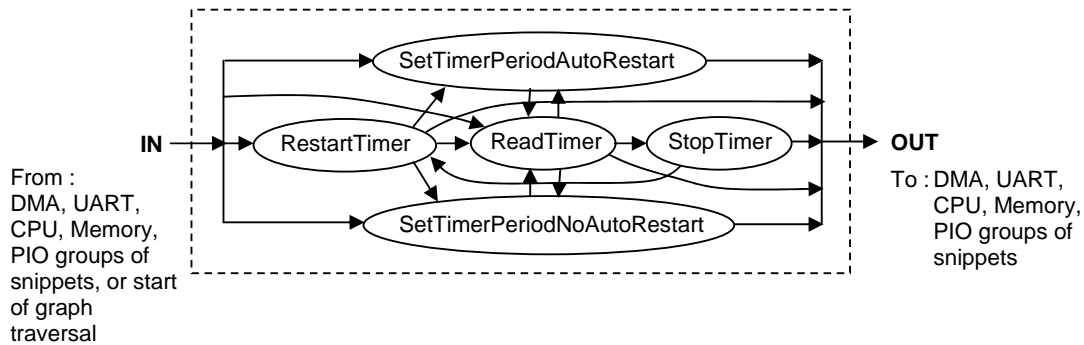 SetTimerPeriodAutoRestart
IN
RestartTimer
ReadTimer
StopTimer
OUT
SetTimerPeriodNoAutoRestart
From :
DMA, UART,
CPU, Memory,
PIO groups of
snippets, or start
of graph
traversal
To : DMA, UART,
CPU, Memory,
PIO groups of
snippets